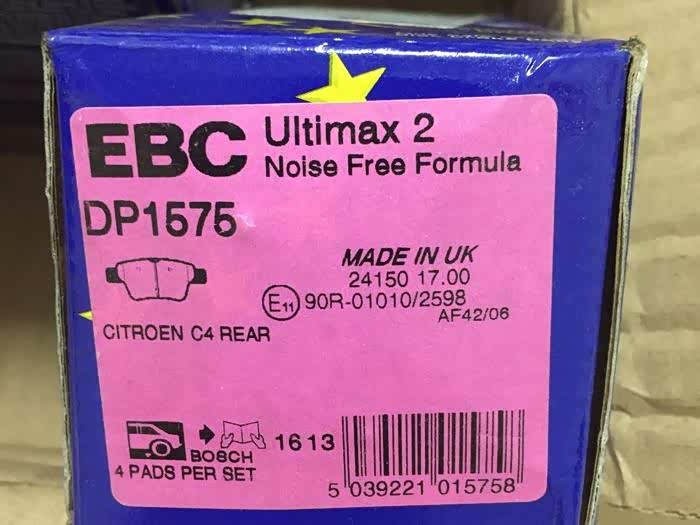 EBC Ultimax 2
Noise Free Formula
DP1575
MADE IN UK
24150 17.00
E11 90R-01010/2598
AF42/06
CITROEN C4 REAR
BOSCH 1613
4 PADS PER SET
5 039221 015758